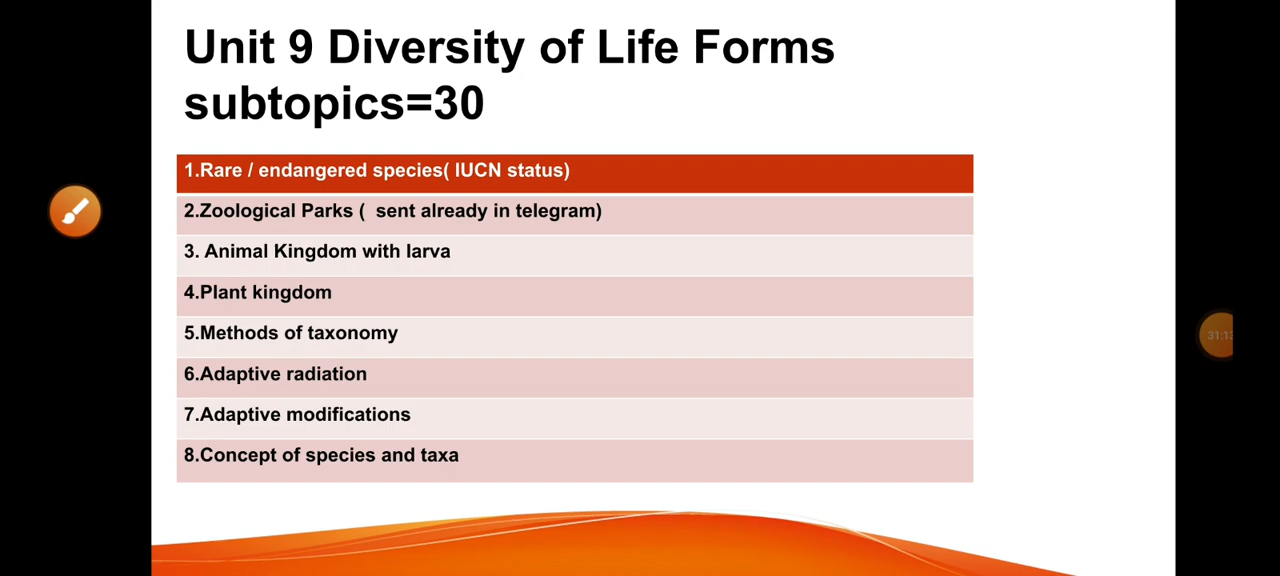 Unit 9 Diversity of Life Forms
subtopics=30
1.Rare / endangered species( IUCN status)
2.Zoological Parks (  sent already in telegram)
3. Animal Kingdom with larva
4.Plant kingdom
5.Methods of taxonomy
6.Adaptive radiation
7.Adaptive modifications
8.Concept of species and taxa
31:13